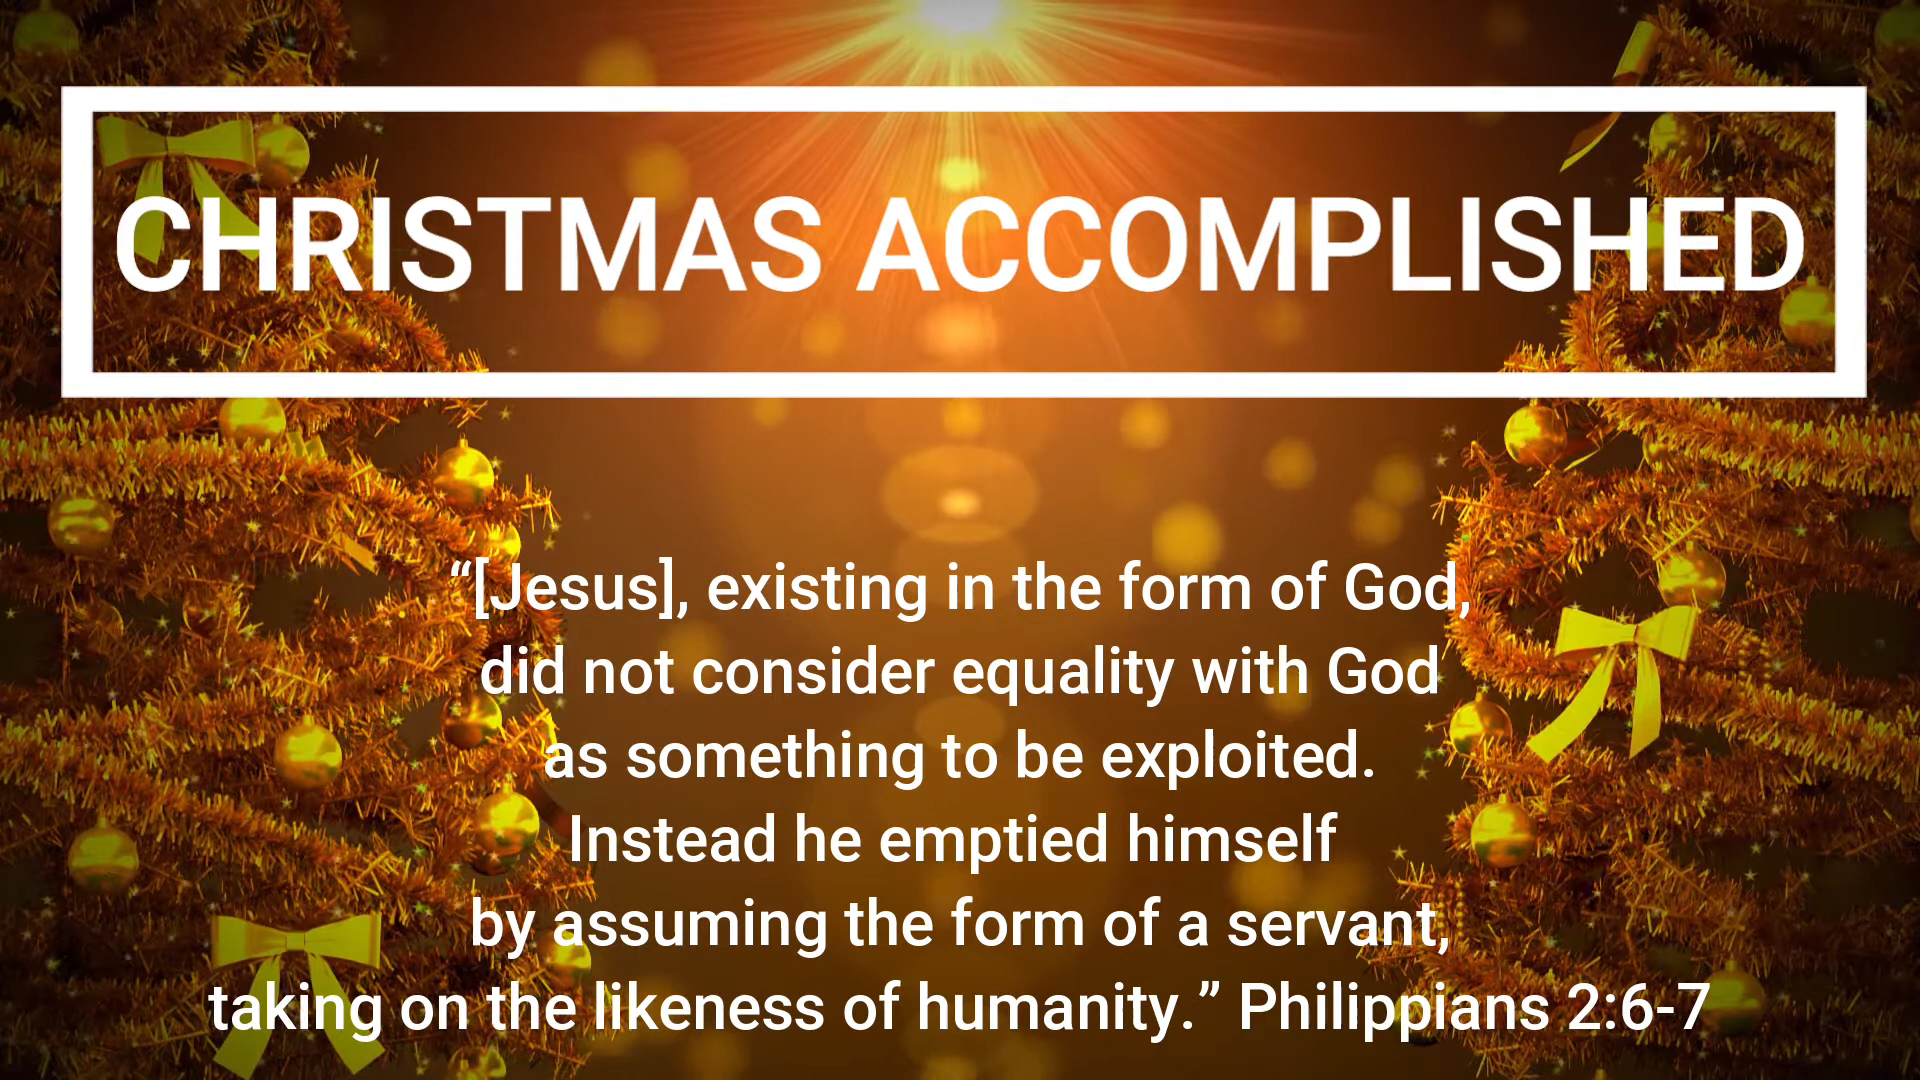 CHRISTMAS ACCOMPLISHED
“[Jesus], existing in the form of God,
did not consider equality with God
as something to be exploited.
Instead he emptied himself
by assuming the form of a servant,
taking on the likeness of humanity.” Philippians 2:6-7